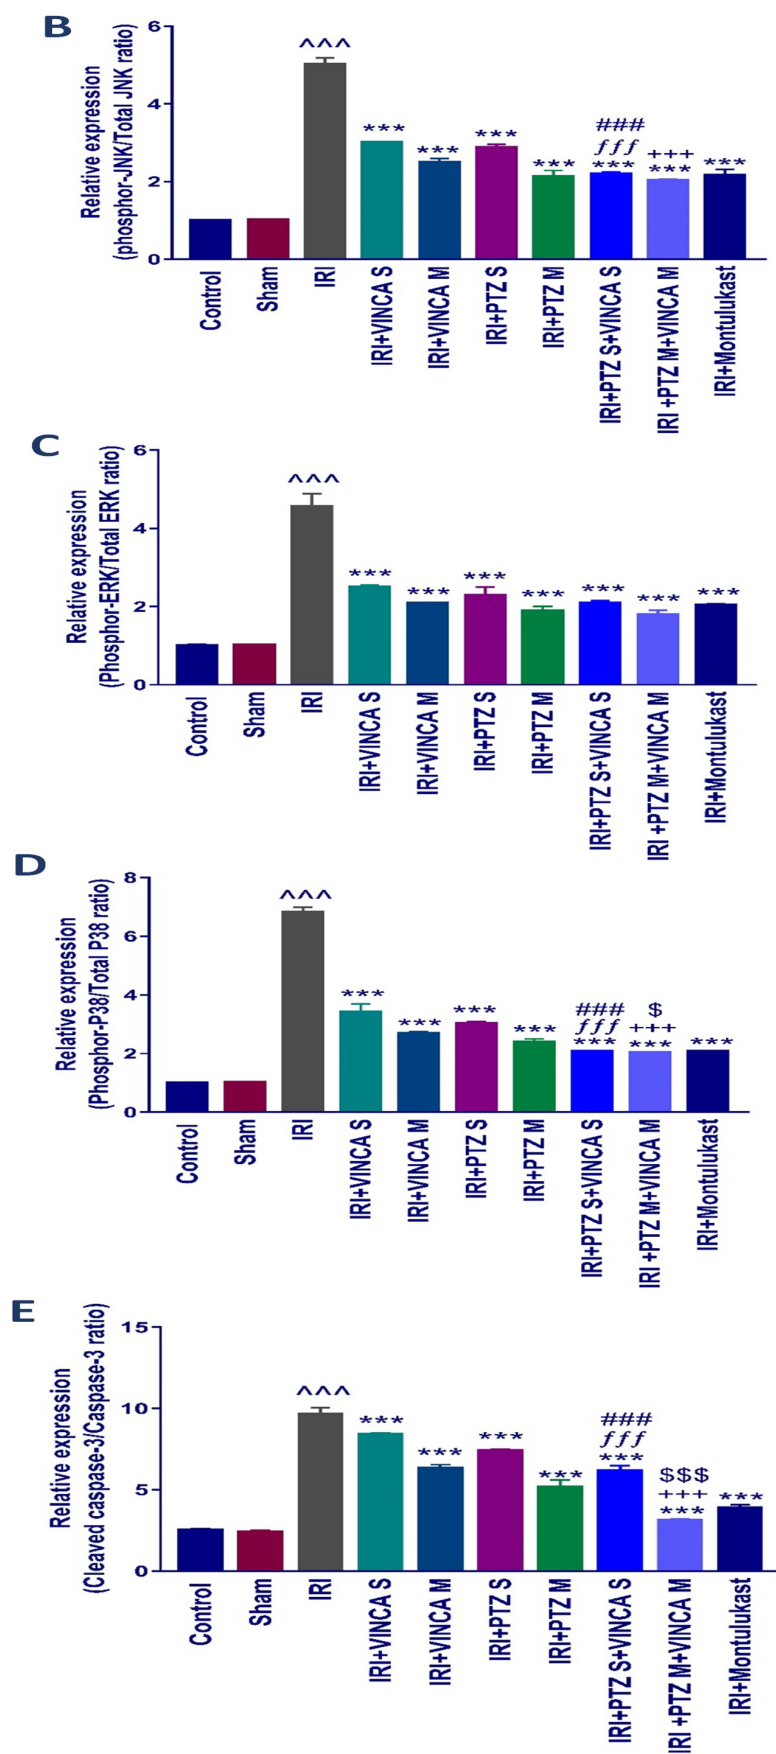 B
Relative expression
(phosphor-JNK/Total JNK ratio)
6
4
2
0
^^^
***
***
***
***
###
fff
***
+++
***
***
Control
Sham
IRI
IRI+VINCA S
IRI+VINCA M
IRI+PTZ S
IRI+PTZ M
IRI+PTZ S+VINCA S
IRI +PTZ M+VINCA M
IRI+Montulukast
C
Relative expression
(Phosphor-ERK/Total ERK ratio)
6
4
2
0
^^^
***
***
***
***
***
***
***
Control
Sham
IRI
IRI+VINCA S
IRI+VINCA M
IRI+PTZ S
IRI+PTZ M
IRI+PTZ S+VINCA S
IRI +PTZ M+VINCA M
IRI+Montulukast
D
Relative expression
(Phosphor-P38/Total P38 ratio)
8
6
4
2
0
^^^
***
***
***
***
###
ƒƒƒ
***
$
+++
***
***
Control
Sham
IRI
IRI+VINCA S
IRI+VINCA M
IRI+PTZ S
IRI+PTZ M
IRI+PTZ S+VINCA S
IRI +PTZ M+VINCA M
IRI+Montulukast
E
Relative expression
(Cleaved caspase-3/Caspase-3 ratio)
15
10
5
0
^^^
***
***
***
***
###
ƒƒƒ
***
$$$
+++
***
***
Control
Sham
IRI
IRI+VINCA S
IRI+VINCA M
IRI+PTZ S
IRI+PTZ M
IRI+PTZ S+VINCA S
IRI +PTZ M+VINCA M
IRI+Montulukast